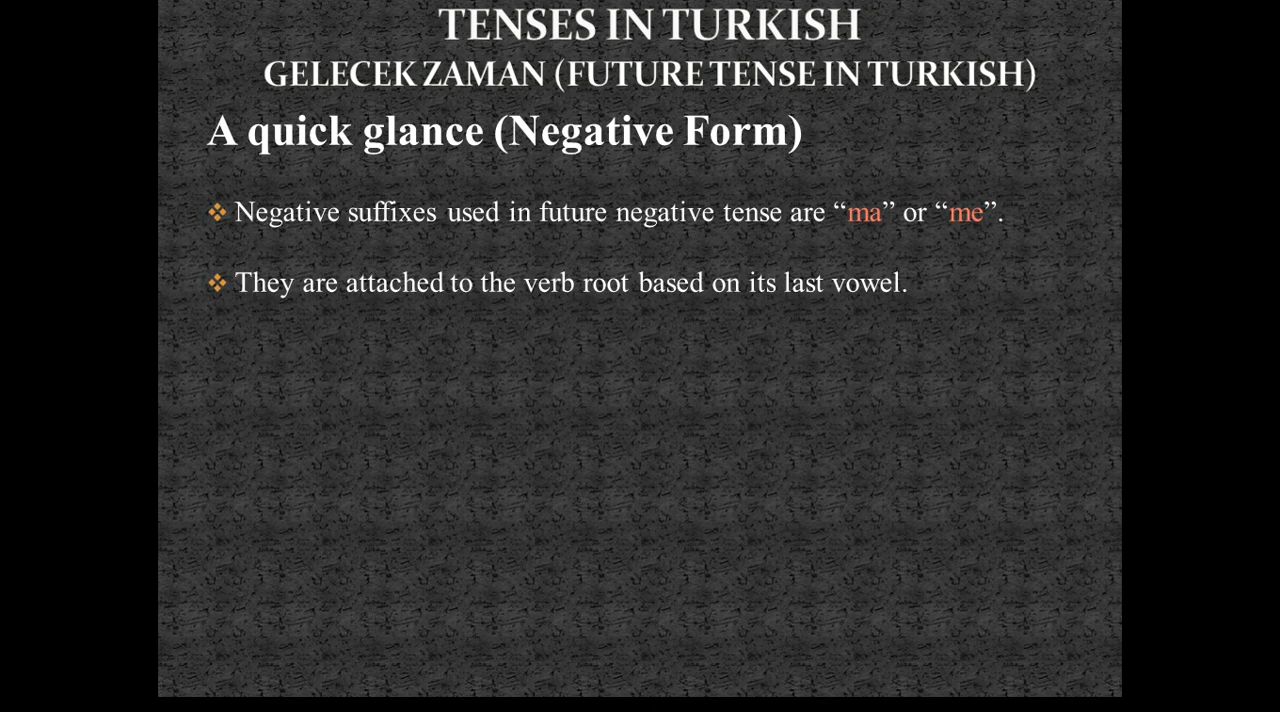 TENSES IN TURKISH
GELECEK ZAMAN (FUTURE TENSE IN TURKISH)
A quick glance (Negative Form)
❖ Negative suffixes used in future negative tense are “ma” or “me”.
❖ They are attached to the verb root based on its last vowel.